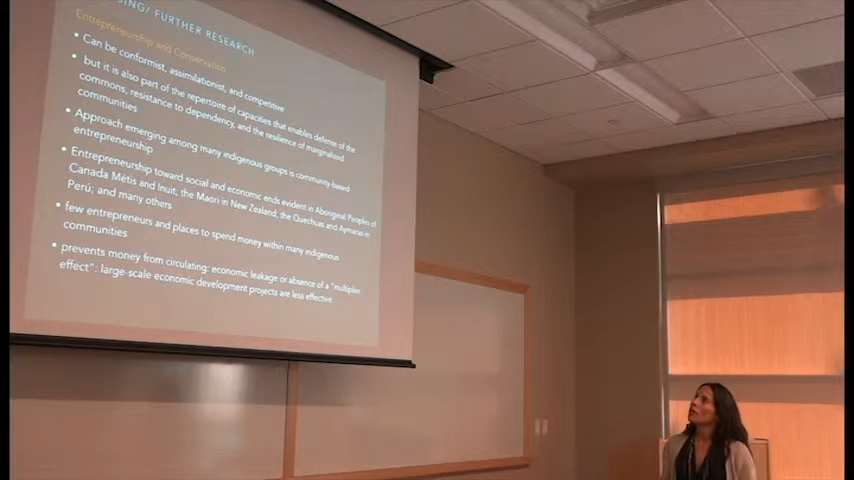 ING/ FURTHER RESEARCH
Entrepreneurship and Conservation
• Can be conformist, assimilationist, and competitive
• but it is also part of the repertoire of capacities that enables defense of the
commons, resistance to dependency, and the resilience of marginalized
communities
• Approach emerging among many indigenous groups is community-based
entrepreneurship
• Entrepreneurship toward social and economic ends evident in Aboriginal Peoples of
Canada Métis and Inuit; the Maori in New Zealand, the Quechuas and Aymaras in
Perú; and many others
• few entrepreneurs and places to spend money within many indigenous
communities
• prevents money from circulating: economic leakage or absence of a "multiplier
effect": large-scale economic development projects are less effective